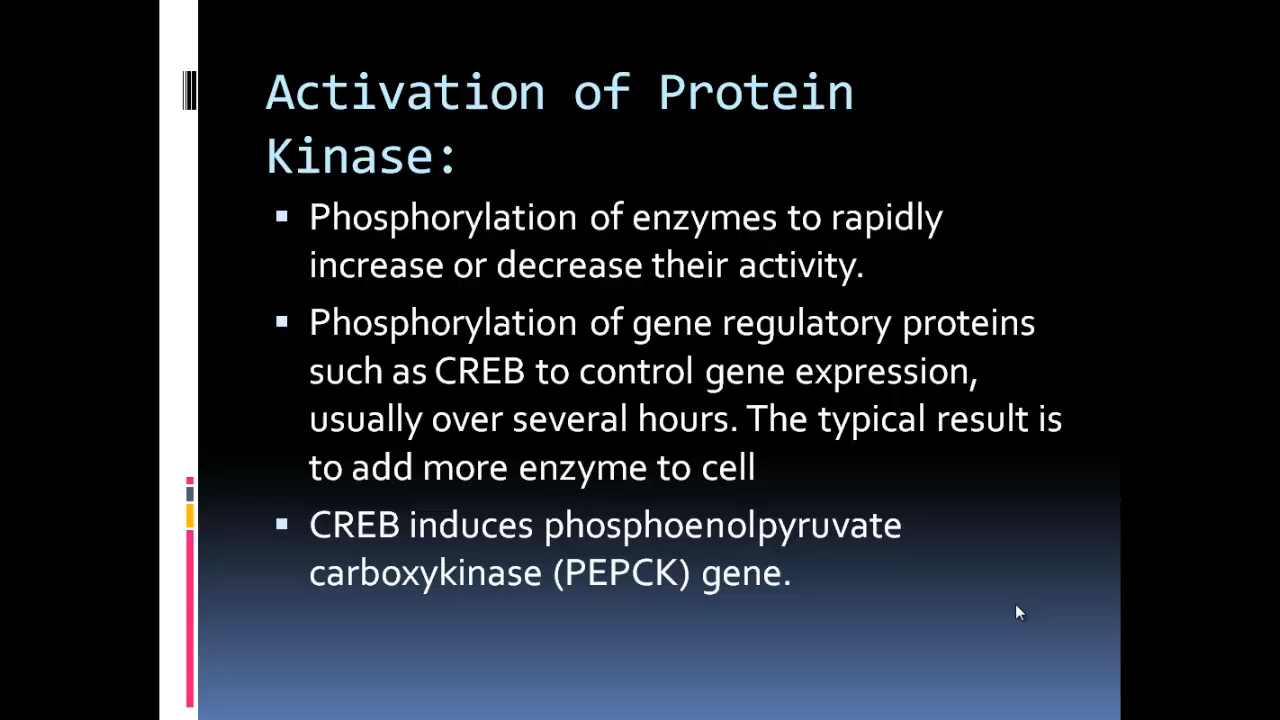 Activation of Protein
Kinase:
▪ Phosphorylation of enzymes to rapidly
increase or decrease their activity.
▪ Phosphorylation of gene regulatory proteins
such as CREB to control gene expression,
usually over several hours. The typical result is
to add more enzyme to cell
▪ CREB induces phosphoenolpyruvate
carboxykinase (PEPCK) gene.